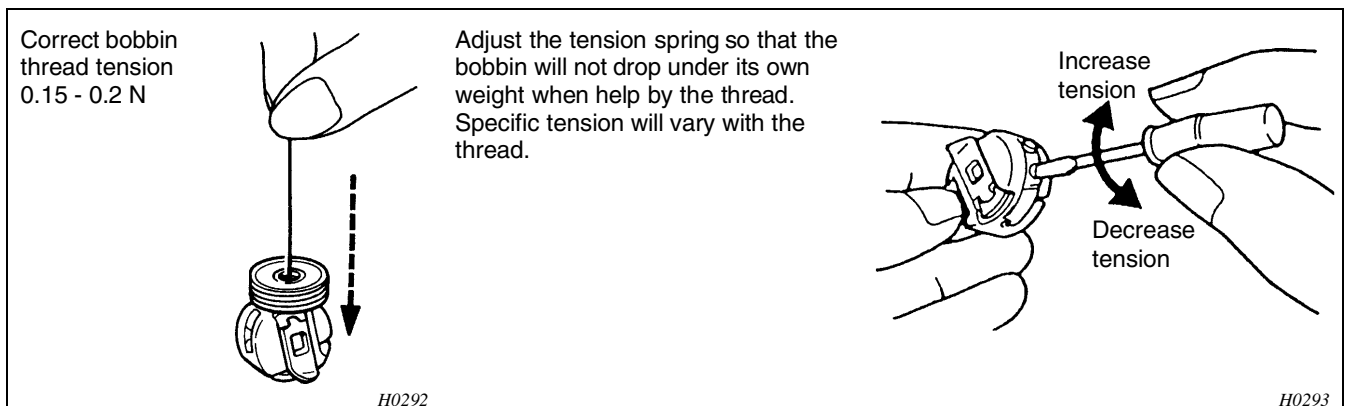 Correct bobbin
thread tension
0.15 - 0.2 N
Adjust the tension spring so that the
bobbin will not drop under its own
weight when help by the thread.
Specific tension will vary with the
thread.
Increase
tension
Decrease
tension
H0292
H0293